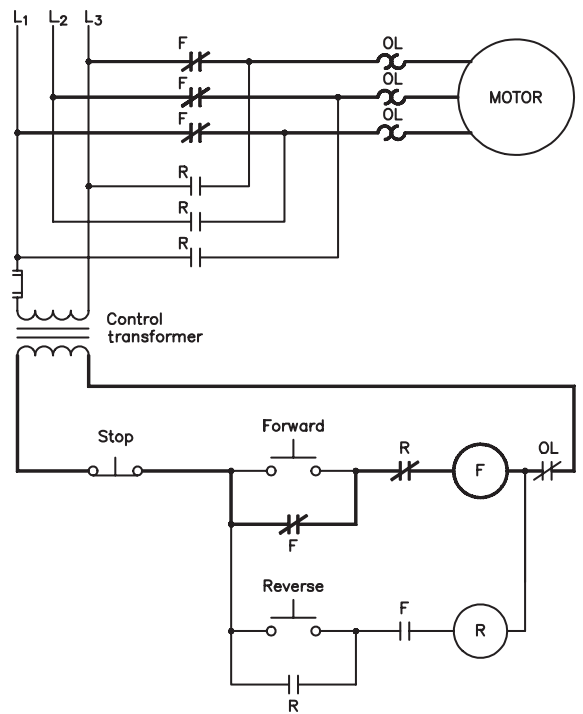 L1 L2 L3
F
OL
F
OL
F
OL
MOTOR
R
R
R
Control
transformer
Stop
Forward
R
F
OL
F
Reverse
F
R
R